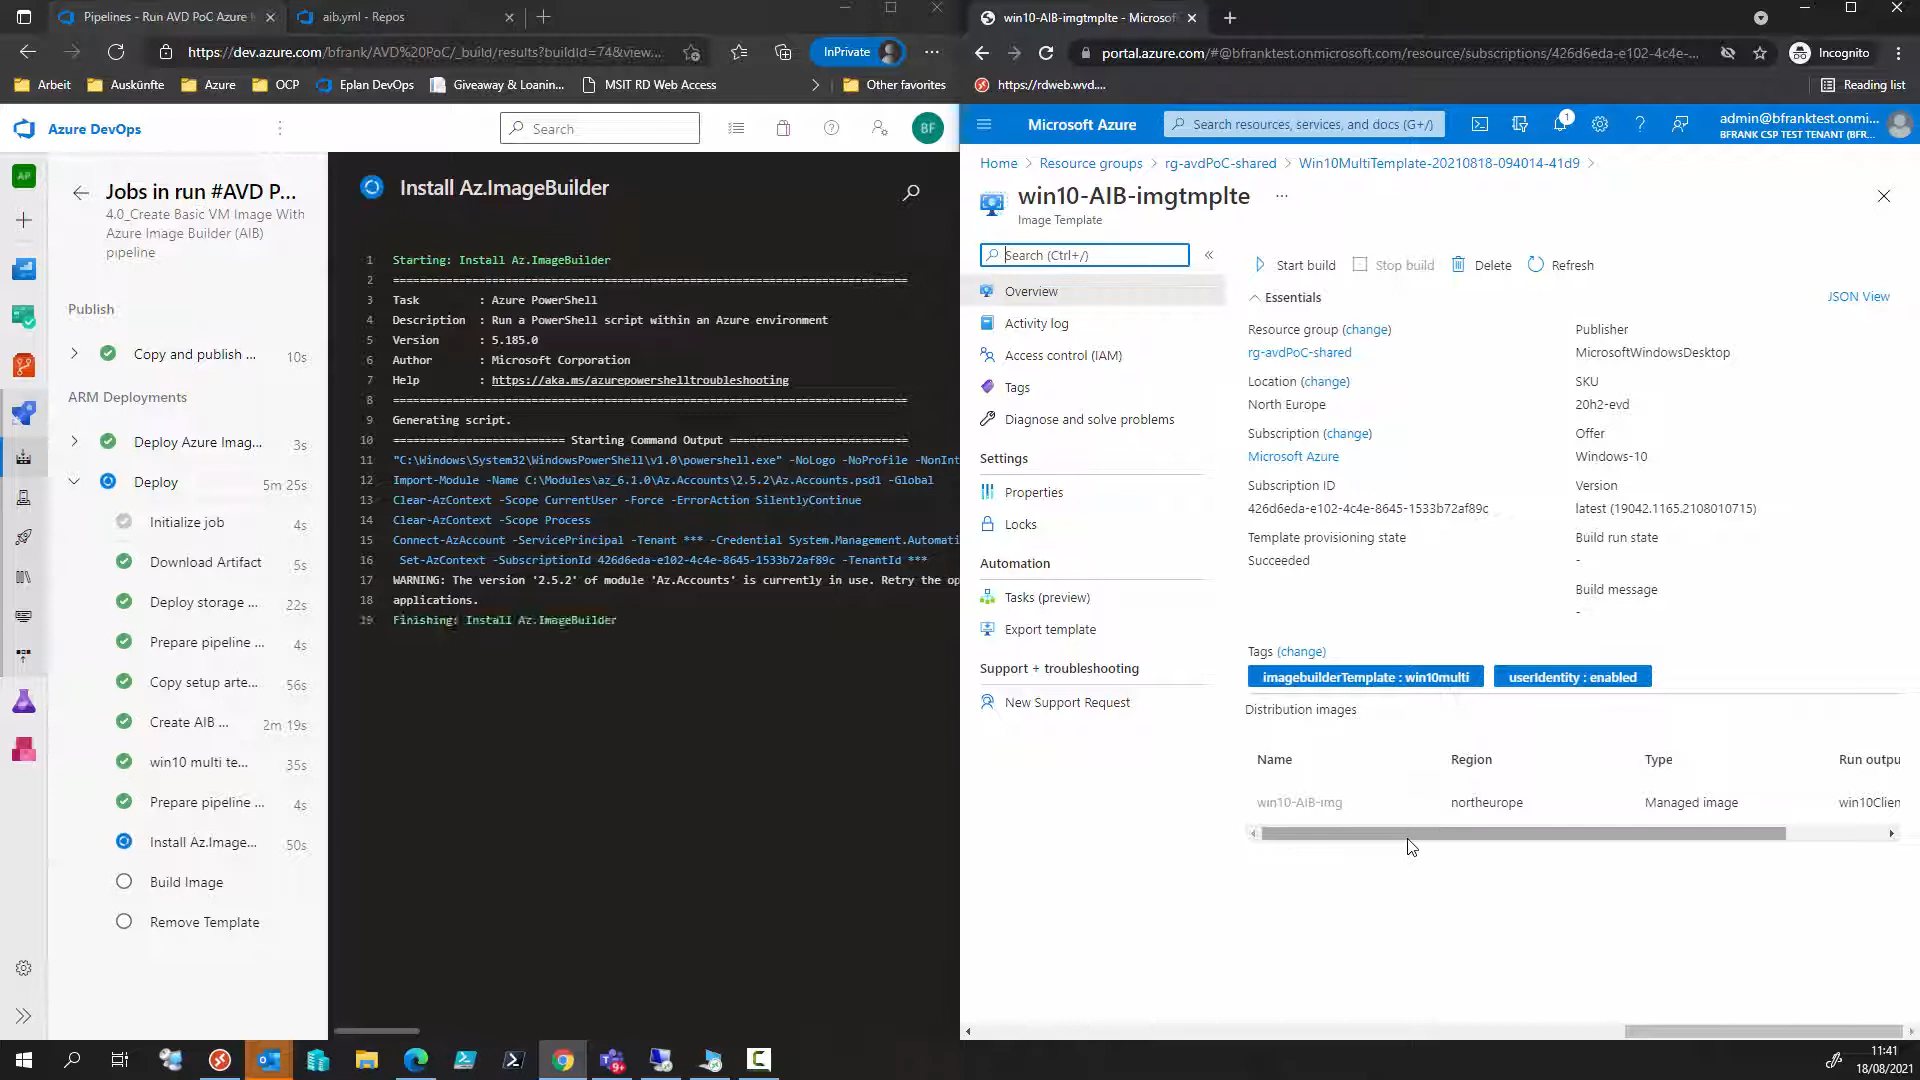 Pipelines - Run AVD PoC Azure
aib.yml - Repos
https://dev.azure.com/bfrank/AVD%20PoC/_build/results?buildId=74&view...
InPrivate
Arbeit
Auskünfte
Azure
OCP
Eplan DevOps
Giveaway & Loanin...
MSIT RD Web Access
Other favorites
Azure DevOps
Search
BF
AP
Jobs in run #AVD P...
4.0_Create Basic VM Image With
Azure Image Builder (AIB)
pipeline
Publish
Copy and publish ...
10s
ARM Deployments
Deploy Azure Imag...
3s
Deploy
5m 25s
Initialize job
4s
Download Artifact
5s
Deploy storage ...
22s
Prepare pipeline ...
4s
Copy setup arte...
56s
Create AIB ...
2m 19s
win10 multi te...
35s
Prepare pipeline ...
4s
Install Az.Image...
50s
Build Image
Remove Template
Install Az.ImageBuilder
1 Starting: Install Az.ImageBuilder
2 ==============================================================================
3 Task : Azure PowerShell
4 Description : Run a PowerShell script within an Azure environment
5 Version : 5.185.0
6 Author : Microsoft Corporation
7 Help : https://aka.ms/azurepowershelltroubleshooting
8 ==============================================================================
9 Generating script.
10 ========================== Starting Command Output ===========================
11 "C:\Windows\System32\WindowsPowerShell\v1.0\powershell.exe" -NoLogo -NoProfile -NonInt
12 Import-Module -Name C:\Modules\az_6.1.0\Az.Accounts\2.5.2\Az.Accounts.psd1 -Global
13 Clear-AzContext -Scope CurrentUser -Force -ErrorAction SilentlyContinue
14 Clear-AzContext -Scope Process
15 Connect-AzAccount -ServicePrincipal -Tenant *** -Credential System.Management.Automati
16 Set-AzContext -SubscriptionId 426d6eda-e102-4c4e-8645-1533b72af89c -TenantId ***
17 WARNING: The version '2.5.2' of module 'Az.Accounts' is currently in use. Retry the op
18 applications.
19 Finishing: Install Az.ImageBuilder
win10-AIB-imgtmplte - Microsof
portal.azure.com/#@bfranktest.onmicrosoft.com/resource/subscriptions/426d6eda-e102-4c4e-...
Incognito
https://rdweb.wvd....
Reading list
Microsoft Azure
Search resources, services, and docs (G+/)
1
admin@bfranktest.onmi...
BFRANK CSP TEST TENANT (BFR...
Home > Resource groups > rg-avdPoC-shared > Win10MultiTemplate-20210818-094014-41d9 >
win10-AIB-imgtmplte ...
Image Template
Search (Ctrl+/)
«
Overview
Activity log
Access control (IAM)
Tags
Diagnose and solve problems
Settings
Properties
Locks
Automation
Tasks (preview)
Export template
Support + troubleshooting
New Support Request
Start build
Stop build
Delete
Refresh
Essentials
JSON View
Resource group (change)
rg-avdPoC-shared
Location (change)
North Europe
Subscription (change)
Microsoft Azure
Subscription ID
426d6eda-e102-4c4e-8645-1533b72af89c
Template provisioning state
Succeeded
Publisher
MicrosoftWindowsDesktop
SKU
20h2-evd
Offer
Windows-10
Version
latest (19042.1165.2108010715)
Build run state
-
Build message
-
Tags (change)
imagebuilderTemplate : win10multi
userIdentity : enabled
Distribution images
Name Region Type Run outpu
win10-AIB-img northeurope Managed image win10Clien
9+
11:41
18/08/2021